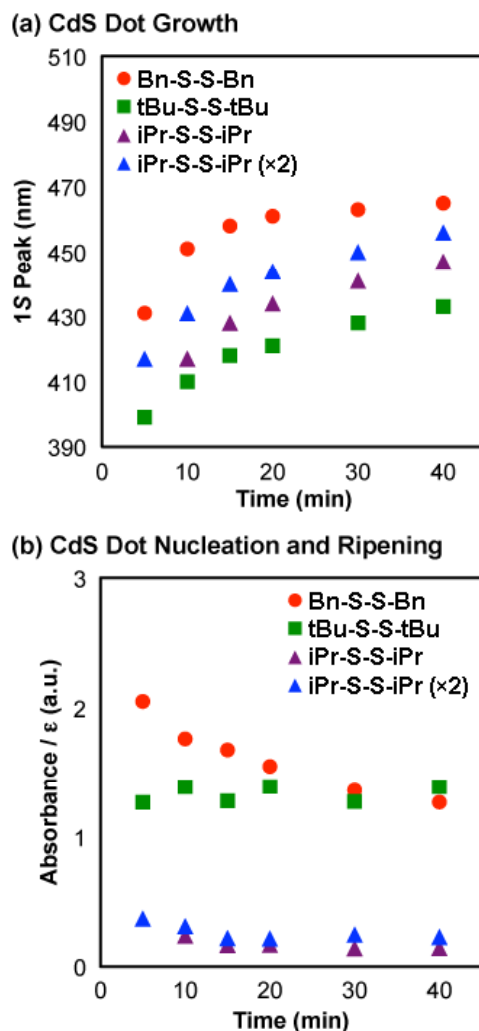 (a) CdS Dot Growth
510
Bn-S-S-Bn
490
tBu-S-S-tBu
iPr-S-S-iPr
470
iPr-S-S-iPr (×2)
450
1S Peak (nm)
430
410
390
0 10 20 30 40
Time (min)
(b) CdS Dot Nucleation and Ripening
3
Bn-S-S-Bn
tBu-S-S-tBu
iPr-S-S-iPr
iPr-S-S-iPr (×2)
2
Absorbance / ε (a.u.)
1
0
0 10 20 30 40
Time (min)